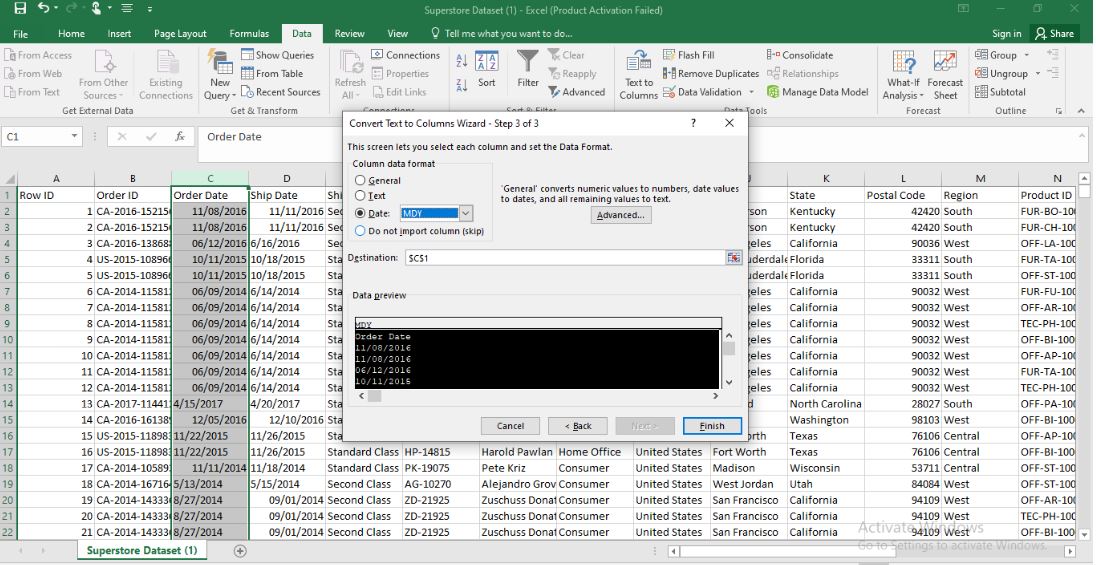 Superstore Dataset (1) - Excel (Product Activation Failed)
File Home Insert Page Layout Formulas Data Review View Tell me what you want to do... Sign in Share
From Access
From Web
From Text
From Other Sources
Existing Connections
Get External Data
New Query
Show Queries
From Table
Recent Sources
Get & Transform
Refresh All
Connections
Properties
Edit Links
Connections
Sort
Filter
Clear
Reapply
Advanced
Sort & Filter
Text to Columns
Flash Fill
Remove Duplicates
Data Validation
Consolidate
Relationships
Manage Data Model
Data Tools
What-If Analysis
Forecast Sheet
Forecast
Group
Ungroup
Subtotal
Outline
C1 fx Order Date
Convert Text to Columns Wizard - Step 3 of 3 ? X
This screen lets you select each column and set the Data Format.
Column data format
General
Text
Date: MDY
Do not import column (skip)
'General' converts numeric values to numbers, date values
to dates, and all remaining values to text.
Advanced...
Destination: $C$1
Data preview
MDY
Order Date
11/08/2016
11/08/2016
06/12/2016
10/11/2015
Cancel < Back Next > Finish
A B C D J K L M N
1 Row ID Order ID Order Date Ship Date Shi State Postal Code Region Product ID
2 1 CA-2016-15215 11/08/2016 11/11/2016 Sec son Kentucky 42420 South FUR-BO-10
3 2 CA-2016-15215 11/08/2016 11/11/2016 Sec son Kentucky 42420 South FUR-CH-10
4 3 CA-2016-13868 06/12/2016 6/16/2016 Sec eles California 90036 West OFF-LA-10
5 4 US-2015-10896 10/11/2015 10/18/2015 Sta uderdale Florida 33311 South FUR-TA-10
6 5 US-2015-10896 10/11/2015 10/18/2015 Sta uderdale Florida 33311 South OFF-ST-10
7 6 CA-2014-11581 06/09/2014 6/14/2014 Sta eles California 90032 West FUR-FU-10
8 7 CA-2014-11581 06/09/2014 6/14/2014 Sta eles California 90032 West OFF-AR-10
9 8 CA-2014-11581 06/09/2014 6/14/2014 Sta eles California 90032 West TEC-PH-10
10 9 CA-2014-11581 06/09/2014 6/14/2014 Sta eles California 90032 West OFF-BI-100
11 10 CA-2014-11581 06/09/2014 6/14/2014 Sta eles California 90032 West OFF-AP-10
12 11 CA-2014-11581 06/09/2014 6/14/2014 Sta eles California 90032 West FUR-TA-10
13 12 CA-2014-11581 06/09/2014 6/14/2014 Sta eles California 90032 West TEC-PH-10
14 13 CA-2017-11441 4/15/2017 4/20/2017 Sta d North Carolina 28027 South OFF-PA-10
15 14 CA-2016-16138 12/05/2016 12/10/2016 Sta Washington 98103 West OFF-BI-100
16 15 US-2015-11898 11/22/2015 11/26/2015 Sta orth Texas 76106 Central OFF-AP-10
17 16 US-2015-11898 11/22/2015 11/26/2015 Standard Class HP-14815 Harold Pawlan Home Office United States Fort Worth Texas 76106 Central OFF-BI-100
18 17 CA-2014-10589 11/11/2014 11/18/2014 Standard Class PK-19075 Pete Kriz Consumer United States Madison Wisconsin 53711 Central OFF-ST-10
19 18 CA-2014-16716 5/13/2014 5/15/2014 Second Class AG-10270 Alejandro Grov Consumer United States West Jordan Utah 84084 West OFF-ST-10
20 19 CA-2014-14333 8/27/2014 09/01/2014 Second Class ZD-21925 Zuschuss Donat Consumer United States San Francisco California 94109 West OFF-AR-10
21 20 CA-2014-14333 8/27/2014 09/01/2014 Second Class ZD-21925 Zuschuss Donat Consumer United States San Francisco California 94109 West TEC-PH-10
22 21 CA-2014-14333 8/27/2014 09/01/2014 Second Class ZD-21925 Zuschuss Donat Consumer United States San Francisco California 94109 West OFF-BI-100
Activate Windows
Go to Settings to activate Windows.
Superstore Dataset (1)